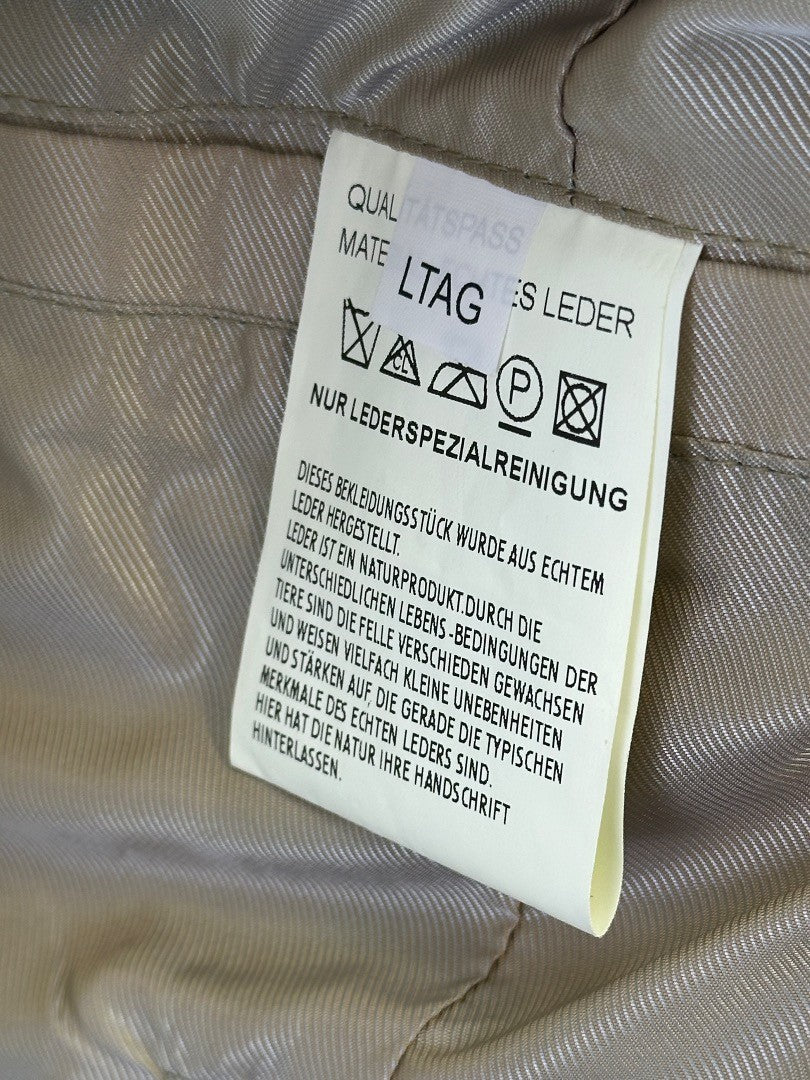 QUALITÄTSPASS
MATE ES LEDER
LTAG
CL P
NUR LEDERSPEZIALREINIGUNG
DIESES BEKLEIDUNGSSTÜCK WURDE AUS ECHTEM
LEDER HERGESTELLT.
LEDER IST EIN NATURPRODUKT.DURCH DIE
UNTERSCHIEDLICHEN LEBENS-BEDINGUNGEN DER
TIERE SIND DIE FELLE VERSCHIEDEN GEWACHSEN
UND WEISEN VIELFACH KLEINE UNEBENHEITEN
UND STÄRKEN AUF, DIE GERADE DIE TYPISCHEN
MERKMALE DES ECHTEN LEDERS SIND.
HIER HAT DIE NATUR IHRE HANDSCHRIFT
HINTERLASSEN.